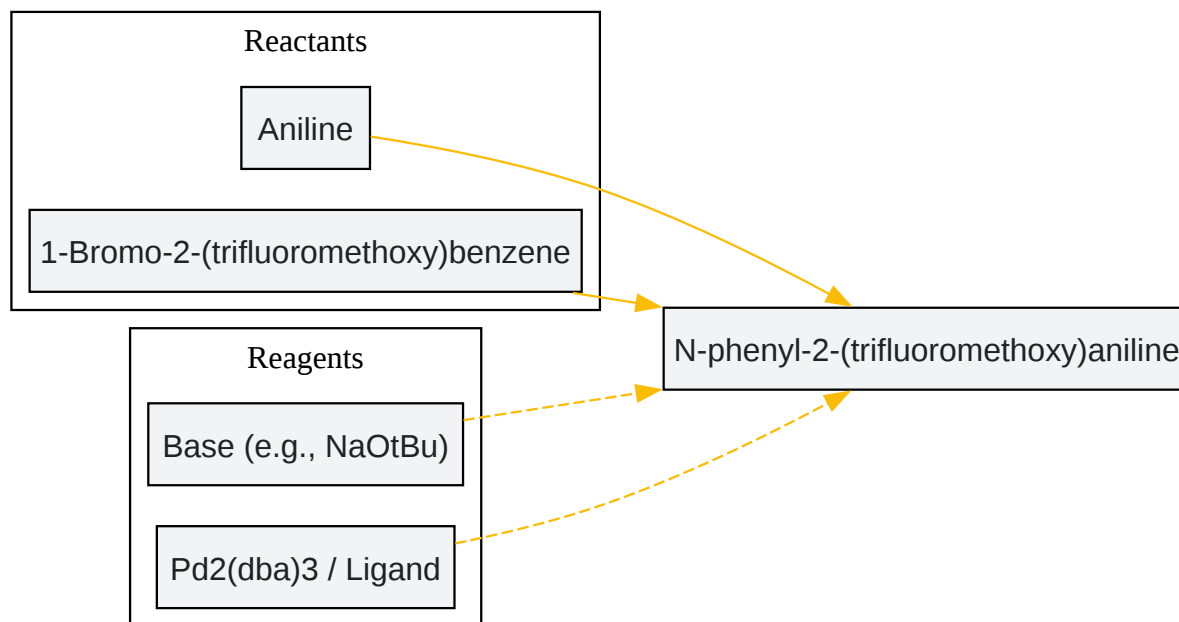 Reactants
Aniline
1-Bromo-2-(trifluoromethoxy)benzene
N-phenyl-2-(trifluoromethoxy)aniline
Reagents
Base (e.g., NaOtBu)
Pd2(dba)3 / Ligand